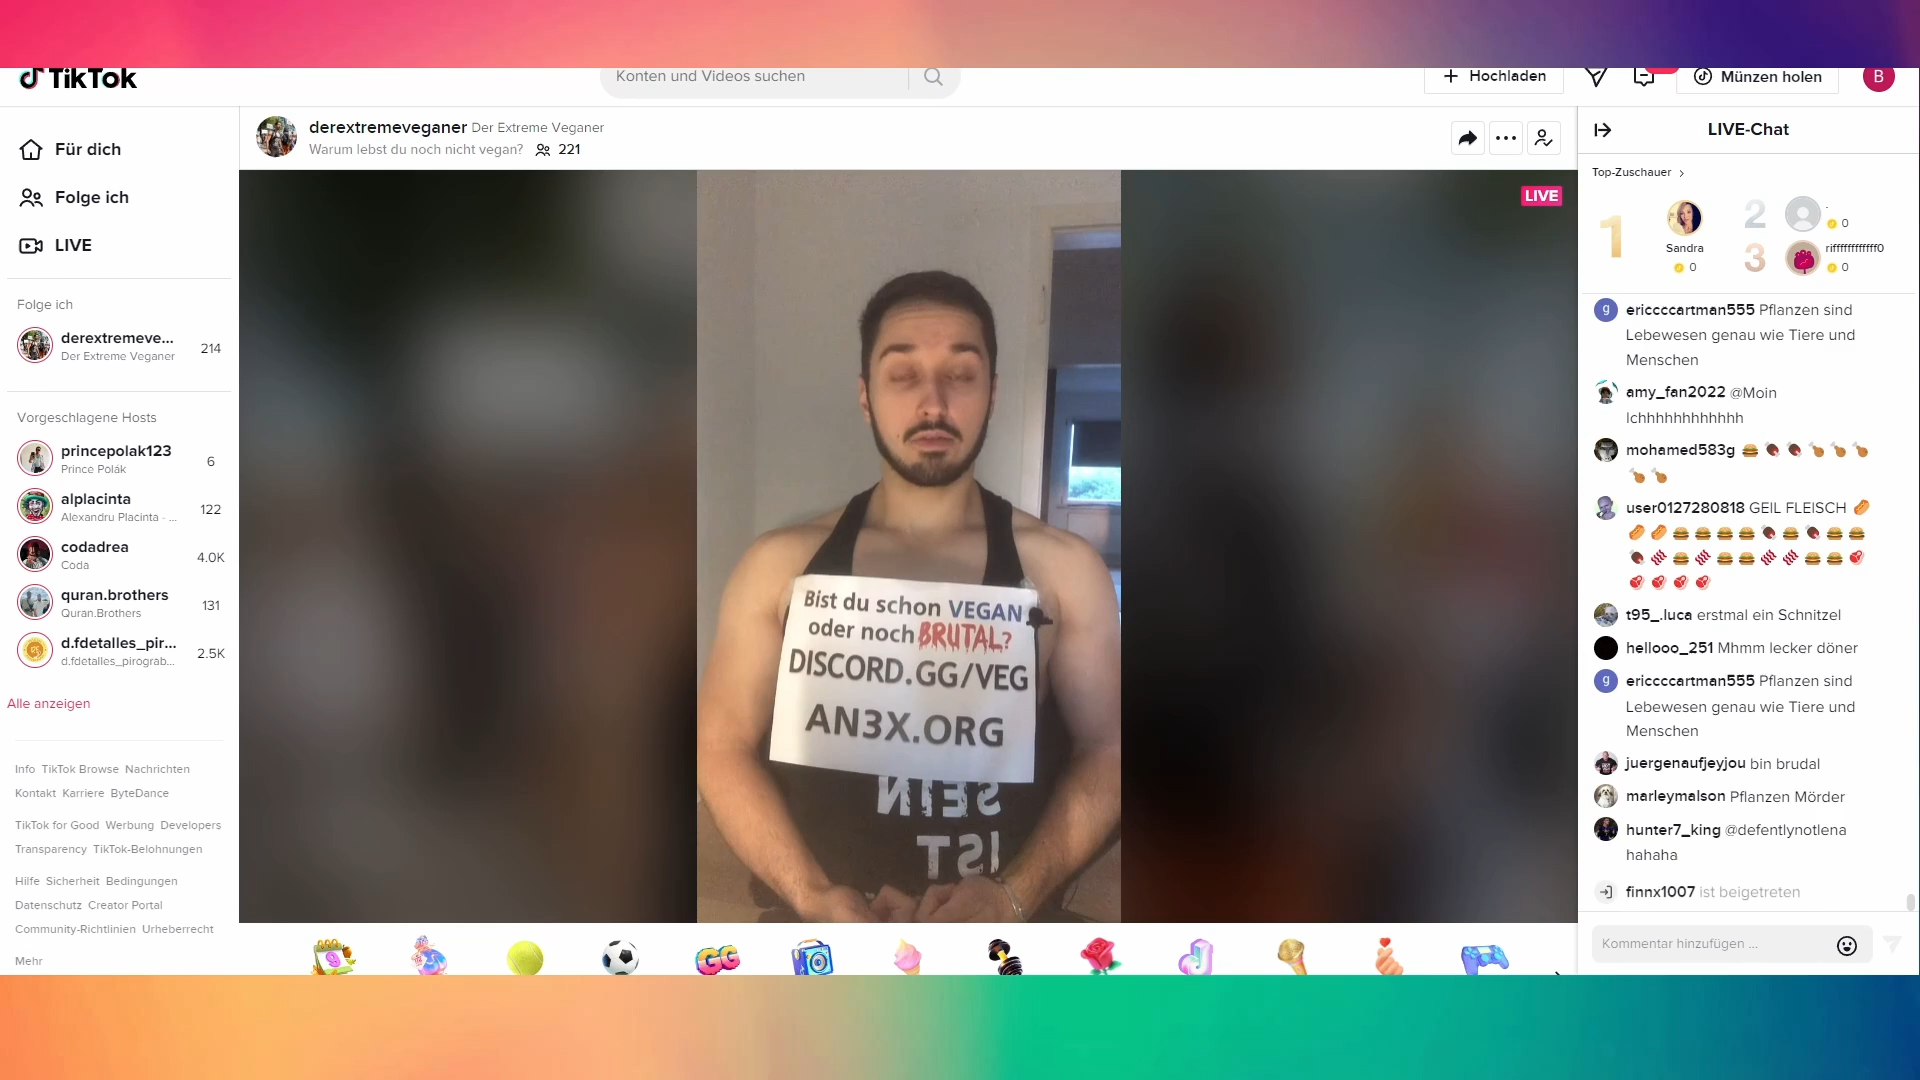 TikTok
Konten und Videos suchen
Hochladen
Münzen holen
B
Für dich
Folge ich
LIVE
Folge ich
derextremeve...
Der Extreme Veganer
214
Vorgeschlagene Hosts
princepolak123
Prince Polák
6
alplacinta
Alexandru Placinta - ...
122
codadrea
Coda
4.0K
quran.brothers
Quran.Brothers
131
d.fdetalles_pir...
d.fdetalles_pirograb...
2.5K
Alle anzeigen
Info TikTok Browse Nachrichten
Kontakt Karriere ByteDance
TikTok for Good Werbung Developers
Transparency TikTok-Belohnungen
Hilfe Sicherheit Bedingungen
Datenschutz Creator Portal
Community-Richtlinien Urheberrecht
Mehr
derextremeveganer Der Extreme Veganer
Warum lebst du noch nicht vegan? 221
LIVE
Bist du schon VEGAN
oder noch BRUTAL?
DISCORD.GG/VEG
AN3X.ORG
SEIN
IST
9
GG
LIVE-Chat
Top-Zuschauer
1
Sandra
0
2
.
0
3
riffffffffffff0
0
g
ericccartman555 Pflanzen sind
Lebewesen genau wie Tiere und
Menschen
amy_fan2022 @Moin
Ichhhhhhhhhhhh
mohamed583g 🍔 🍖 🍖 🍗 🍗 🍗
🍗 🍗
user0127280818 GEIL FLEISCH 🌭
🌭 🌭 🍔 🍔 🍔 🍔 🍖 🍔 🍖 🍔 🍔
🍖 🥓 🍔 🥓 🍔 🍔 🥓 🥓 🍔 🍔 🥩
🥩 🥩 🥩 🥩
t95_.luca erstmal ein Schnitzel
hellooo_251 Mhmm lecker döner
g
ericccartman555 Pflanzen sind
Lebewesen genau wie Tiere und
Menschen
juergenaufjeyjou bin brudal
marleymalson Pflanzen Mörder
hunter7_king @defentlynotlena
hahaha
finnx1007 ist beigetreten
Kommentar hinzufügen ...